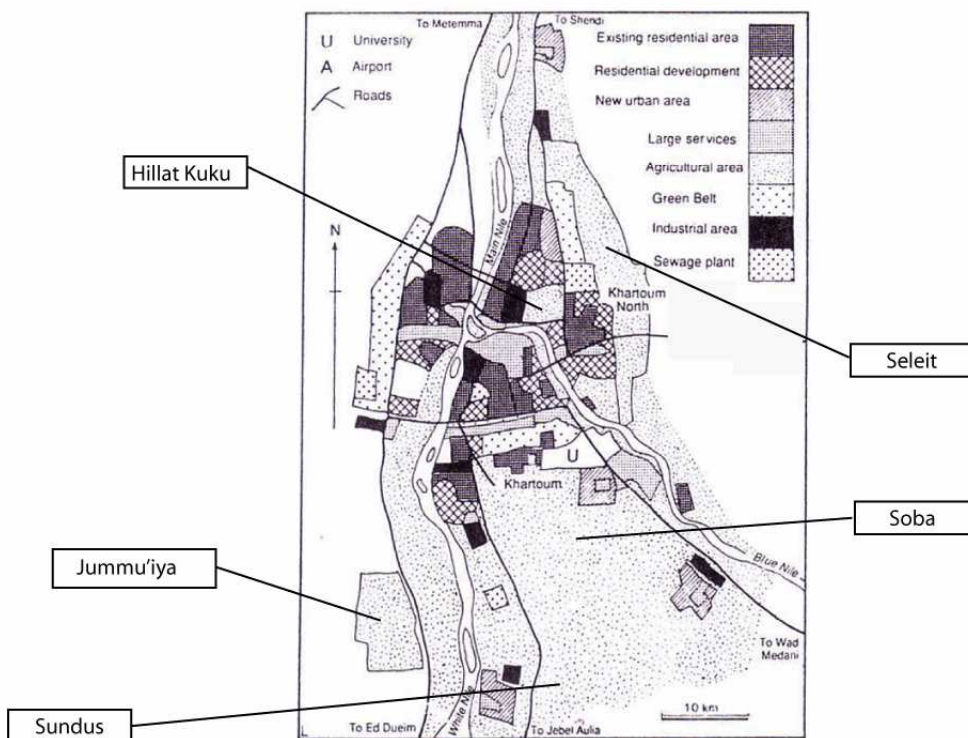 To Metemma
To Shendi
U University
A Airport
Roads
Existing residential area
Residential development
New urban area
Large services
Agricultural area
Green Belt
Industrial area
Sewage plant
Hillat Kuku
N
Main Nile
Khartoum
North
Seleit
U
Khartoum
Soba
Jummu'iya
Blue Nile
To Wad
Medani
Sundus
White Nile
10 km
To Ed Dueim
To Jebel Aulia